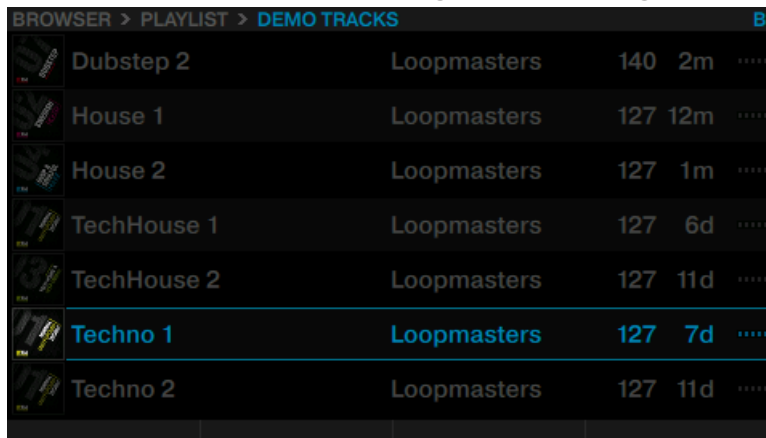 BROWSER > PLAYLIST > DEMO TRACKS B
Dubstep 2 Loopmasters 140 2m
House 1 Loopmasters 127 12m
House 2 Loopmasters 127 1m
TechHouse 1 Loopmasters 127 6d
TechHouse 2 Loopmasters 127 11d
Techno 1 Loopmasters 127 7d
Techno 2 Loopmasters 127 11d